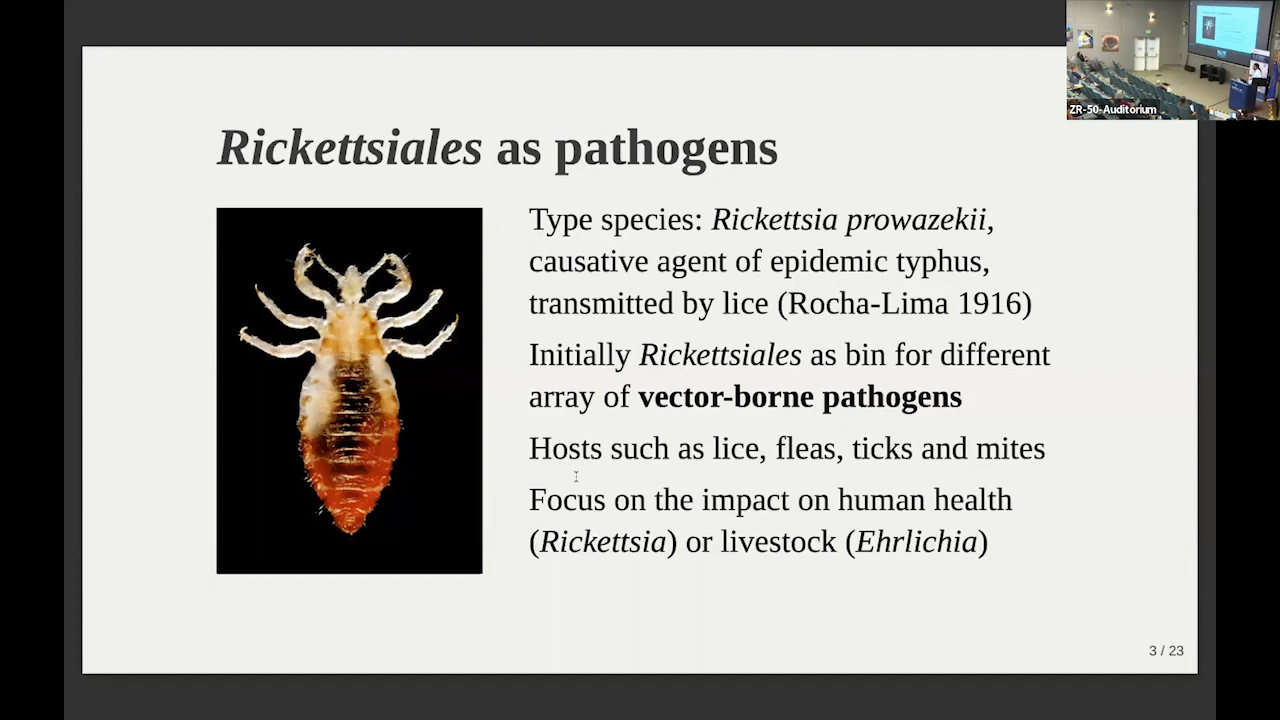 ZR-50-Auditorium
Rickettsiales as pathogens
Type species: Rickettsia prowazekii,
causative agent of epidemic typhus,
transmitted by lice (Rocha-Lima 1916)
Initially Rickettsiales as bin for different
array of vector-borne pathogens
Hosts such as lice, fleas, ticks and mites
Focus on the impact on human health
(Rickettsia) or livestock (Ehrlichia)
3 / 23